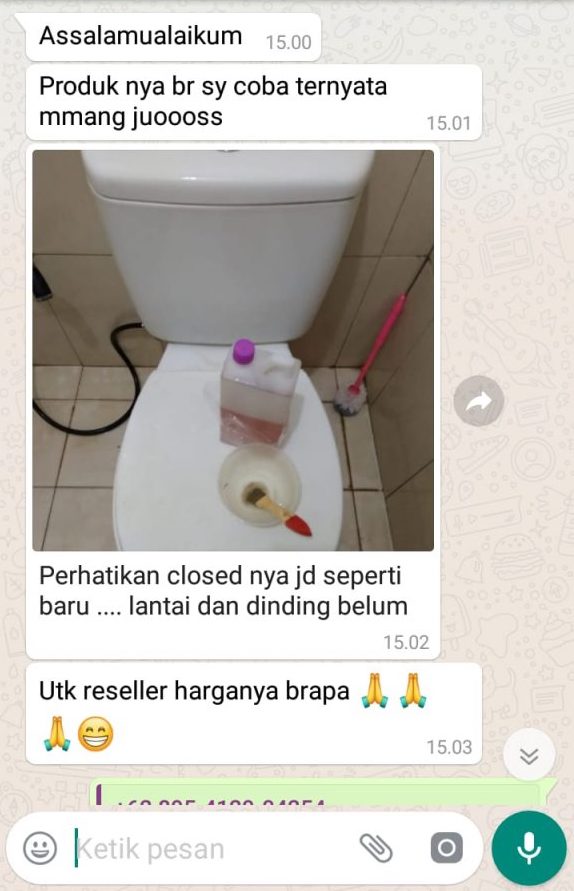 Assalamualaikum 15.00
Produk nya br sy coba ternyata
mmang juoooss 15.01
Perhatikan closed nya jd seperti
baru .... lantai dan dinding belum
15.02
Utk reseller harganya brapa 🙏 🙏
🙏😁 15.03
Ketik pesan